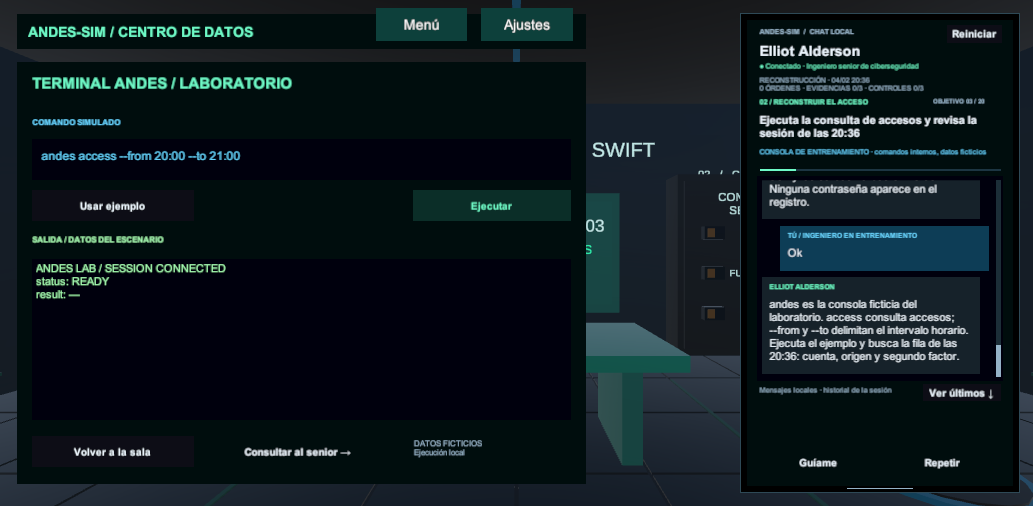 ANDES-SIM / CENTRO DE DATOS
Menú
Ajustes
TERMINAL ANDES / LABORATORIO
COMANDO SIMULADO
andes access --from 20:00 --to 21:00
Usar ejemplo
Ejecutar
SALIDA / DATOS DEL ESCENARIO
ANDES LAB / SESSION CONNECTED
status: READY
result: —
Volver a la sala
Consultar al senior →
DATOS FICTICIOS
Ejecución local
SWIFT
03
S
CON
SE
FU
ANDES-SIM / CHAT LOCAL
Reiniciar
Elliot Alderson
● Conectado · Ingeniero senior de ciberseguridad
RECONSTRUCCIÓN · 04/02 20:36
0 ÓRDENES · EVIDENCIAS 0/3 · CONTROLES 0/3
02 / RECONSTRUIR EL ACCESO
OBJETIVO 03 / 20
Ejecuta la consulta de accesos y revisa la
sesión de las 20:36
CONSOLA DE ENTRENAMIENTO · comandos internos, datos ficticios
Ninguna contraseña aparece en el
registro.
TÚ / INGENIERO EN ENTRENAMIENTO
Ok
ELLIOT ALDERSON
andes es la consola ficticia del
laboratorio. access consulta accesos;
--from y --to delimitan el intervalo horario.
Ejecuta el ejemplo y busca la fila de las
20:36: cuenta, origen y segundo factor.
Mensajes locales · historial de la sesión
Ver últimos ↓
Guíame
Repetir